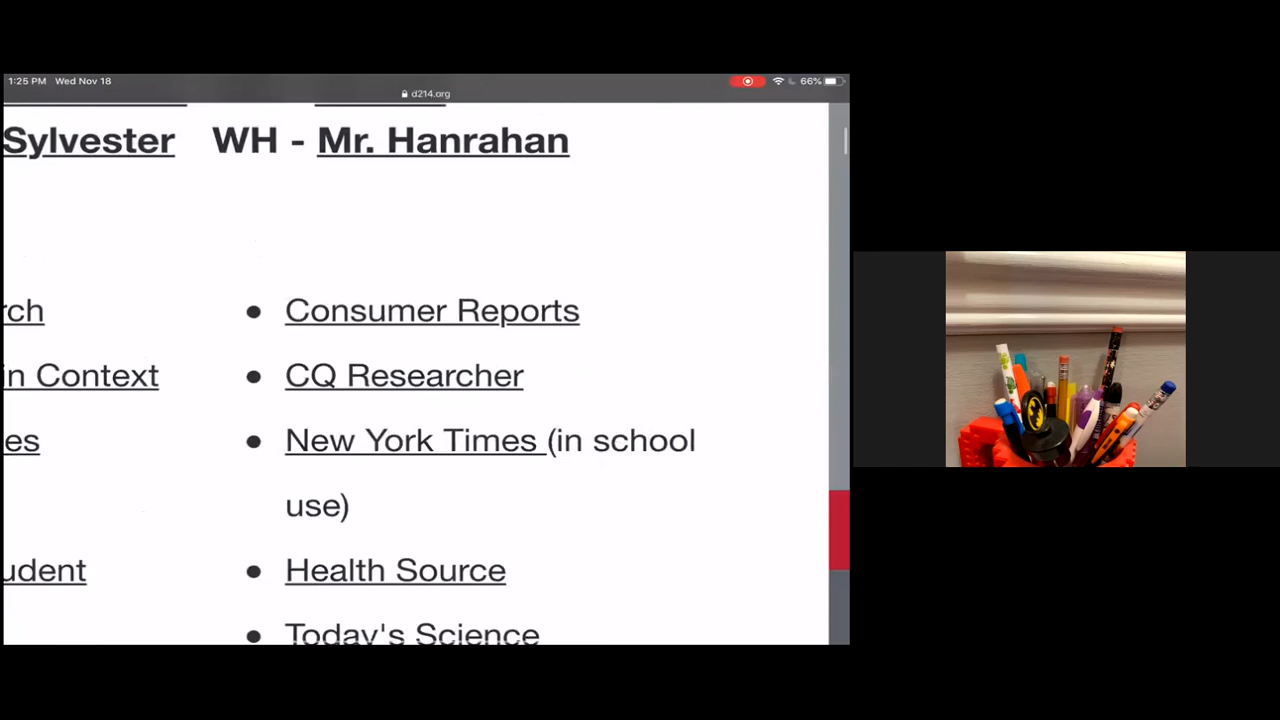 1:25 PM Wed Nov 18 66%
d214.org
Sylvester WH - Mr. Hanrahan
rch • Consumer Reports
in Context • CQ Researcher
es • New York Times (in school
use)
udent • Health Source
• Today's Science